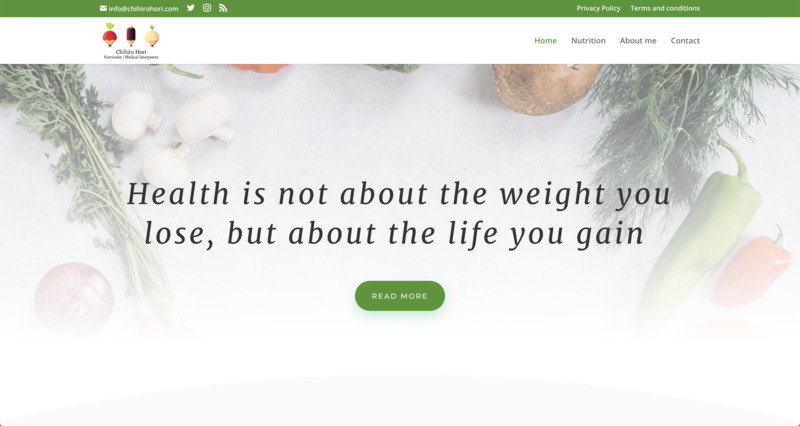 info@chihirohori.com
Privacy Policy Terms and conditions
Chihiro Hori
Nutrionist | Medical Interpreter
Home Nutrition About me Contact
Health is not about the weight you
lose, but about the life you gain
READ MORE